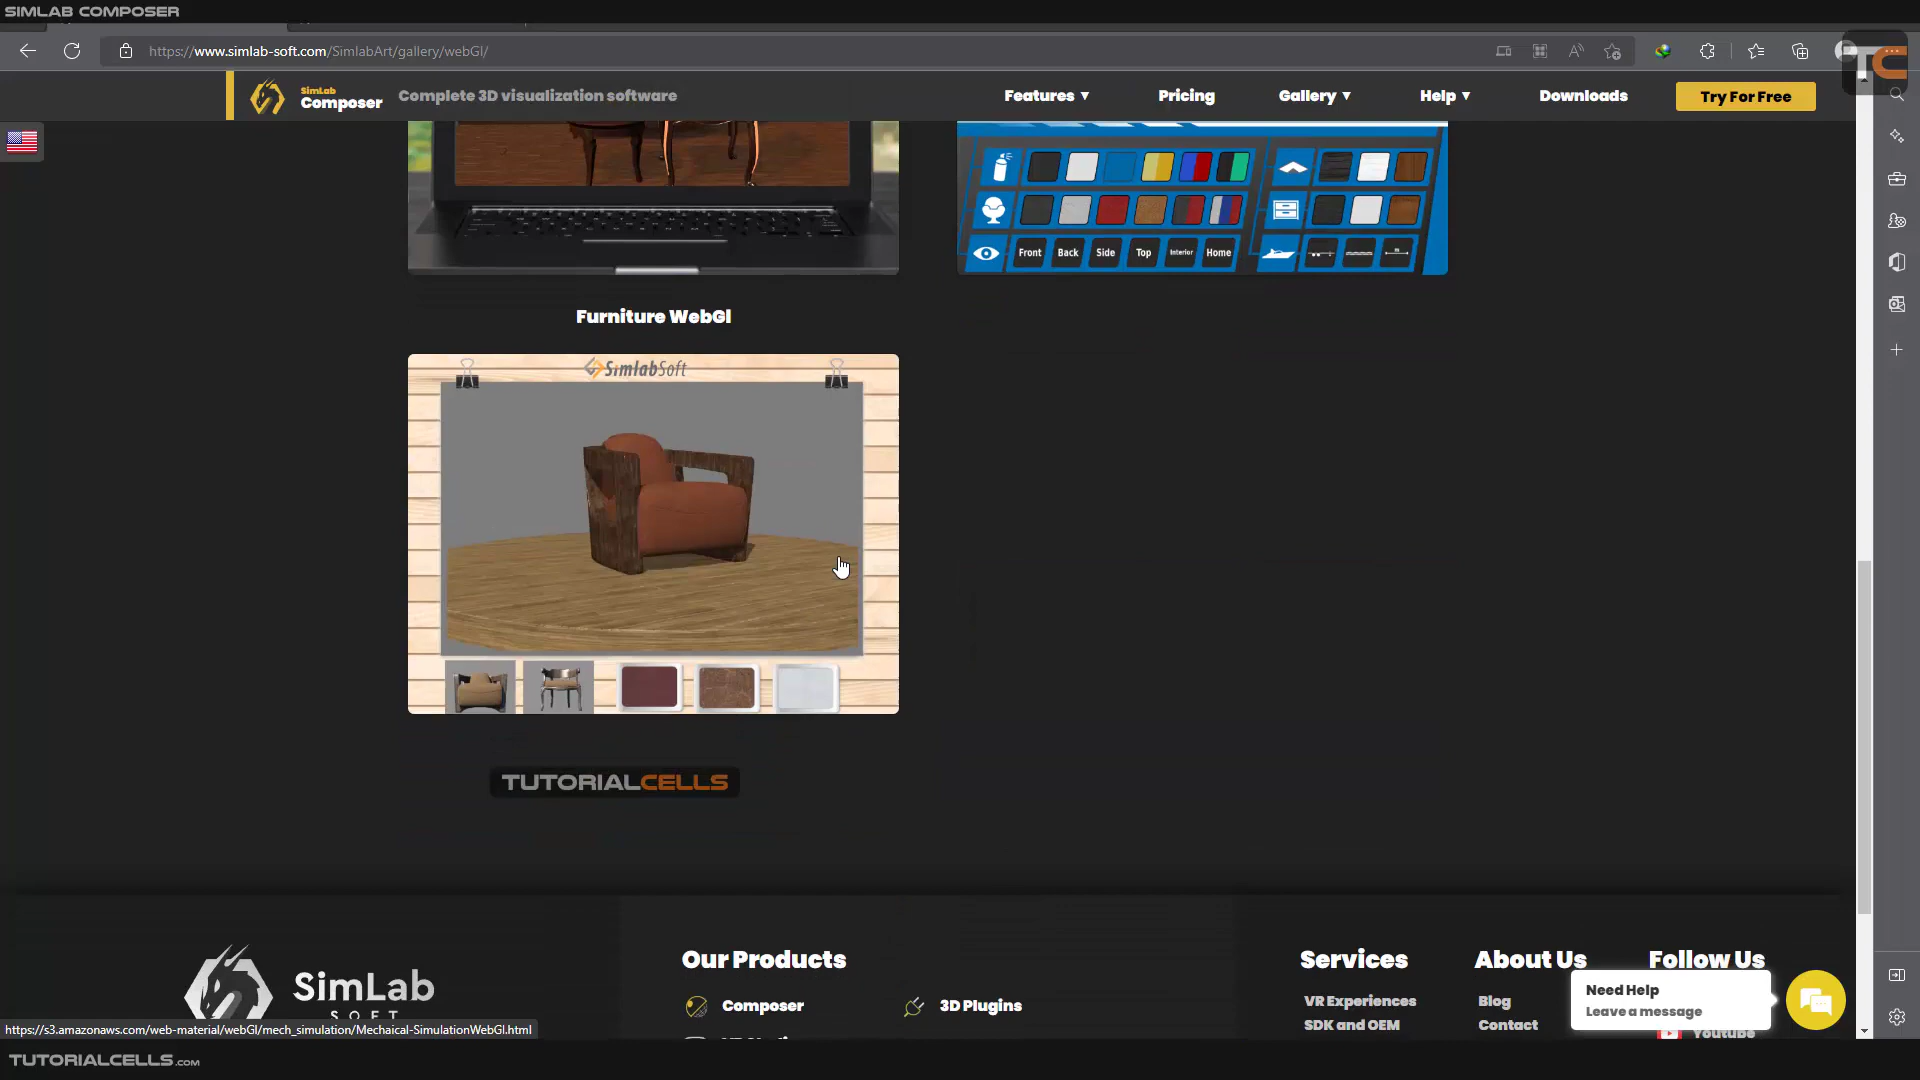 SIMLAB COMPOSER
https://www.simlab-soft.com/SimlabArt/gallery/webGl/
TC
SimLab
Composer
Complete 3D visualization software
Features ▼
Pricing
Gallery ▼
Help ▼
Downloads
Try For Free
Front
Back
Side
Top
Interior
Home
Furniture WebGl
SimlabSoft
TUTORIALCELLS
SimLab
SOFT
Our Products
Composer
3D Plugins
Services
VR Experiences
SDK and OEM
About Us
Blog
Contact
Follow Us
Youtube
Need Help
Leave a message
https://s3.amazonaws.com/web-material/webGl/mech_simulation/Mechaical-SimulationWebGl.html
TUTORIALCELLS.COM